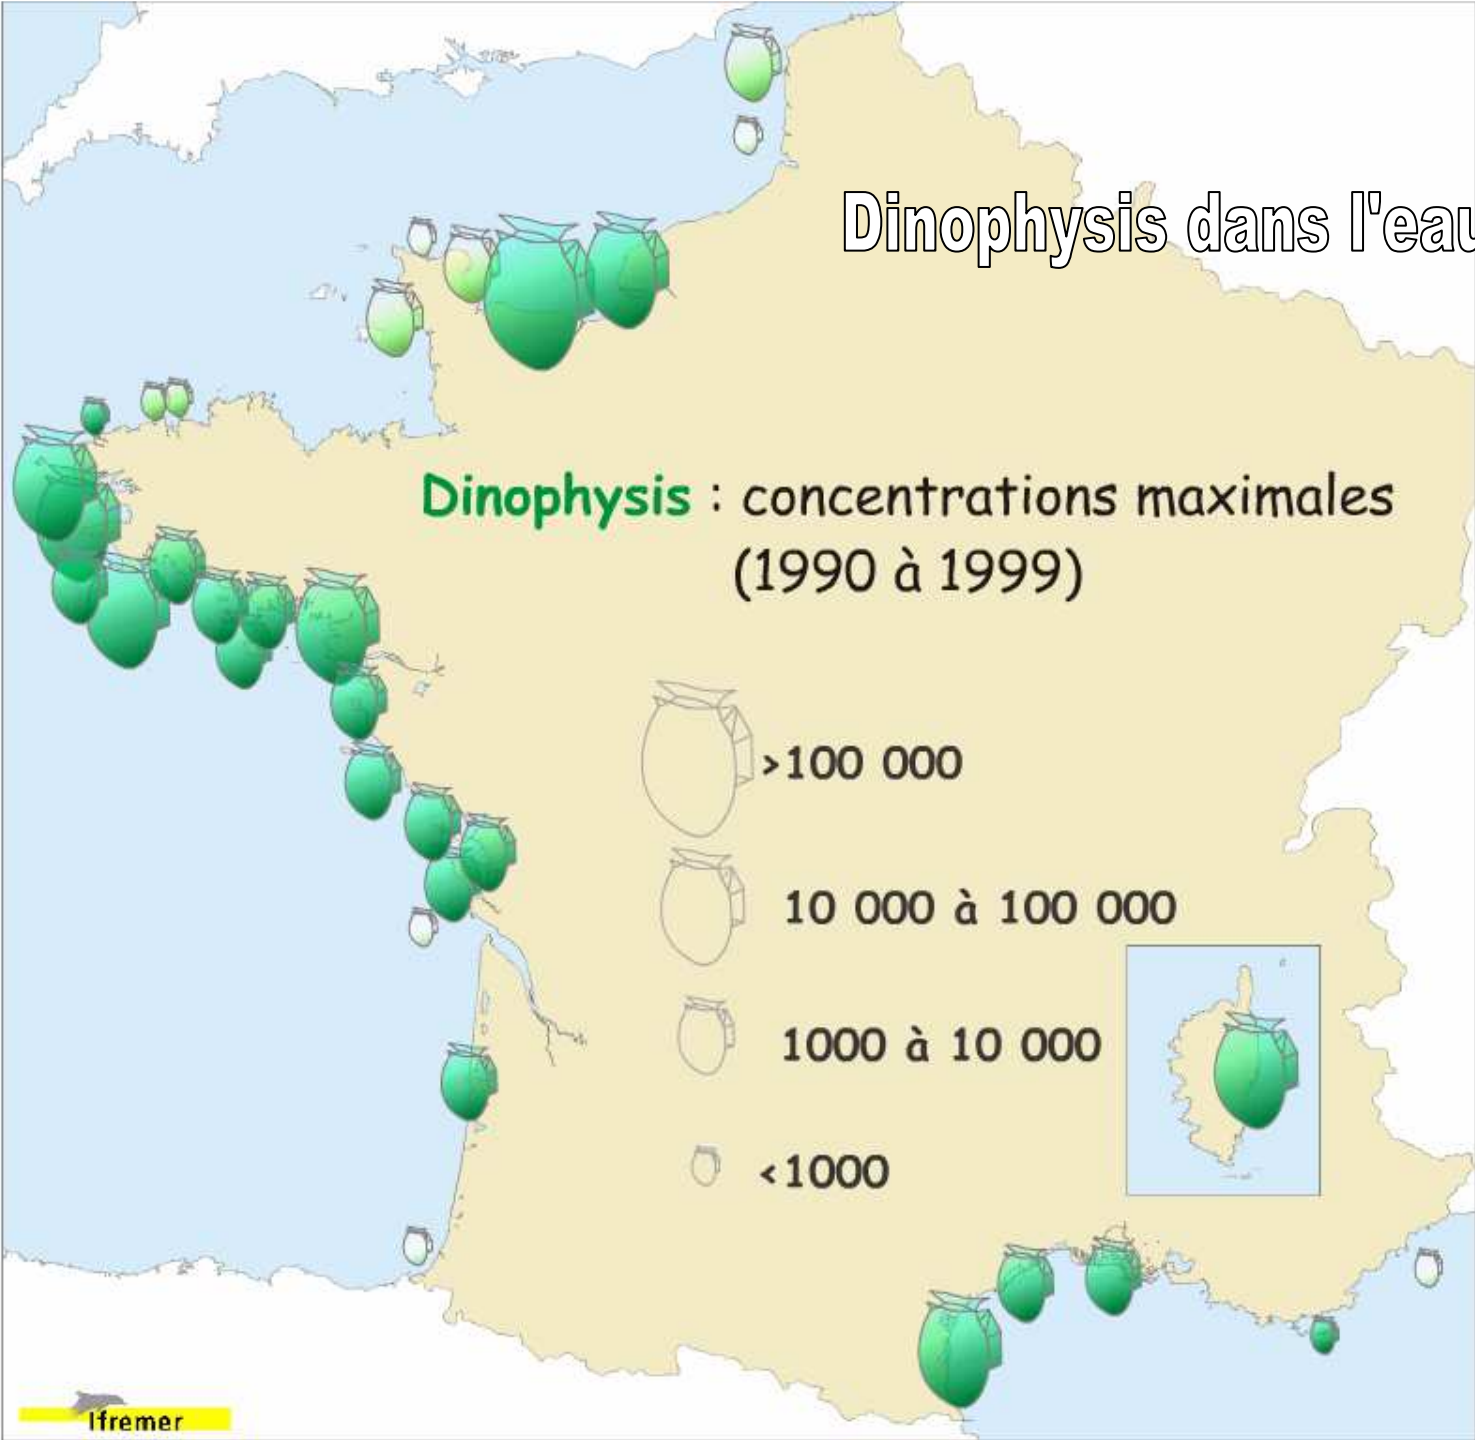 Dinophysis dans l'eau
Dinophysis : concentrations maximales
(1990 à 1999)
>100 000
10 000 à 100 000
1000 à 10 000
<1000
Ifremer